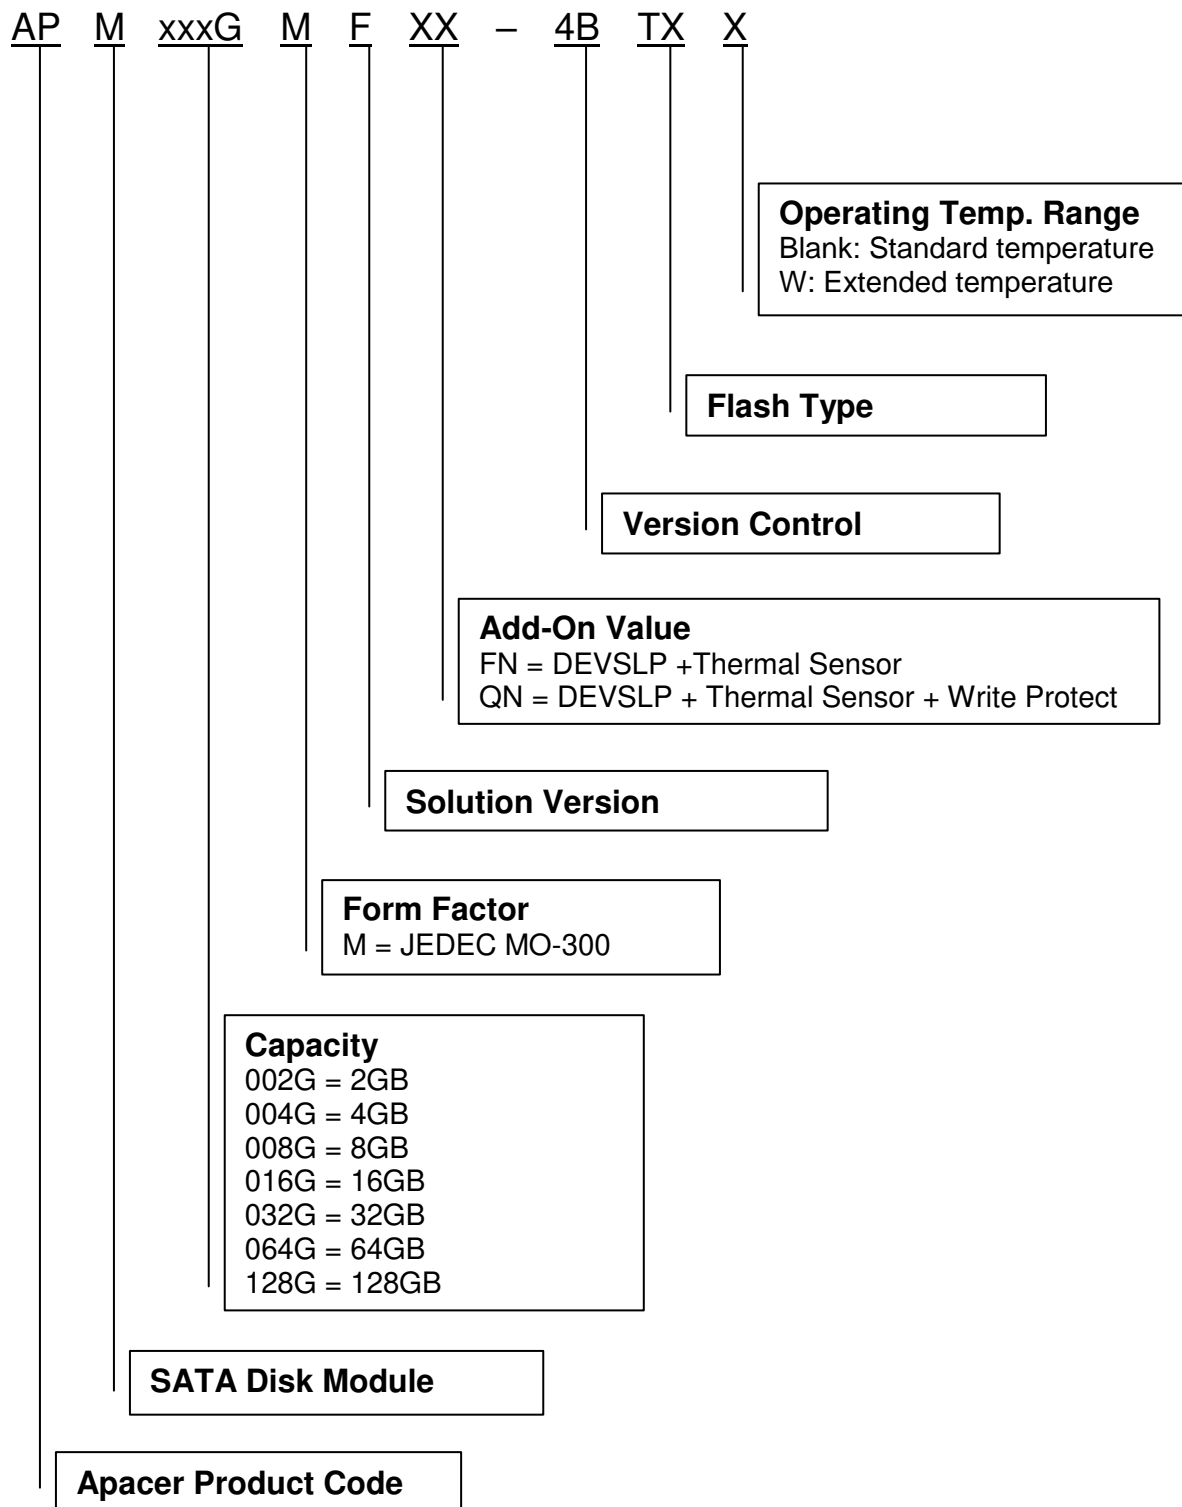 AP M xxxG M F XX – 4B TX X
Operating Temp. Range
Blank: Standard temperature
W: Extended temperature
Flash Type
Version Control
Add-On Value
FN = DEVSLP +Thermal Sensor
QN = DEVSLP + Thermal Sensor + Write Protect
Solution Version
Form Factor
M = JEDEC MO-300
Capacity
002G = 2GB
004G = 4GB
008G = 8GB
016G = 16GB
032G = 32GB
064G = 64GB
128G = 128GB
SATA Disk Module
Apacer Product Code